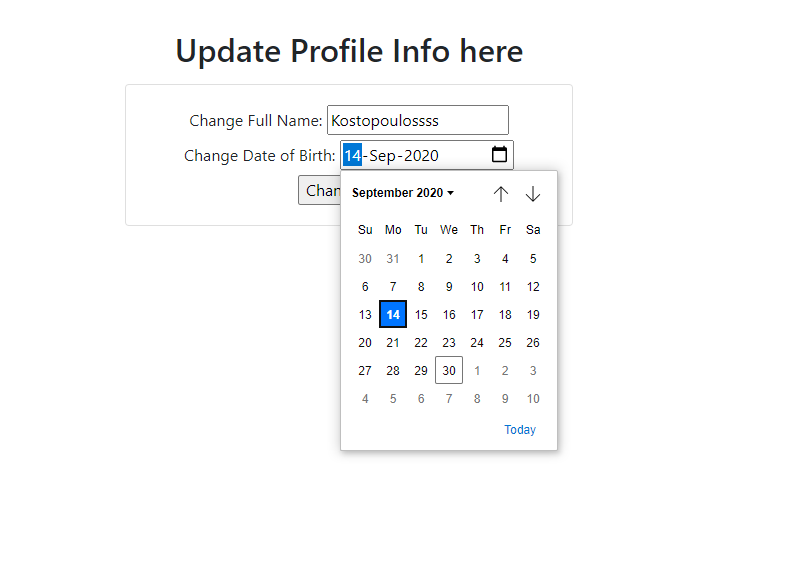 Update Profile Info here
Change Full Name: Kostopoulossss
Change Date of Birth: 14-Sep-2020
Chan
September 2020
Su Mo Tu We Th Fr Sa
30 31 1 2 3 4 5
6 7 8 9 10 11 12
13 14 15 16 17 18 19
20 21 22 23 24 25 26
27 28 29 30 1 2 3
4 5 6 7 8 9 10
Today